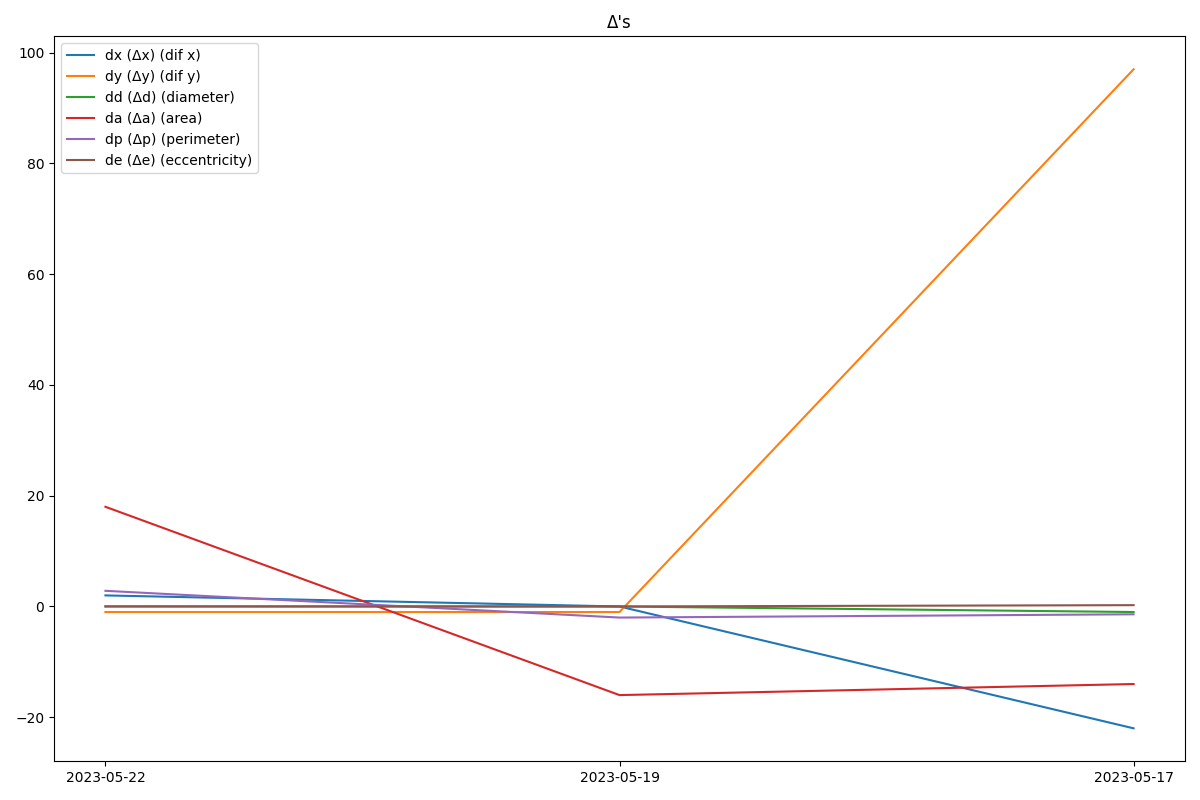 Δ's
dx (Δx) (dif x)
dy (Δy) (dif y)
dd (Δd) (diameter)
da (Δa) (area)
dp (Δp) (perimeter)
de (Δe) (eccentricity)
100
80
60
40
20
0
−20
2023-05-22
2023-05-19
2023-05-17